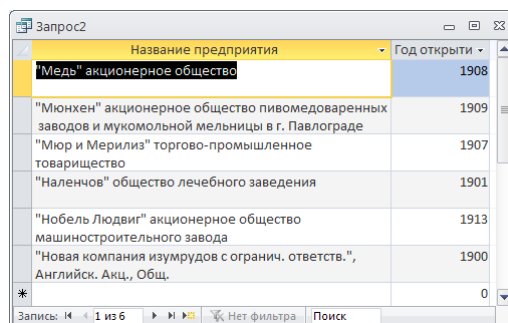 Запрос2
Название предприятия
Год открыти
"Медь" акционерное общество
1908
"Мюнхен" акционерное общество пивомедоваренных
1909
заводов и мукомольной мельницы в г. Павлограде
"Мюр и Мерилиз" торгово-промышленное
1907
товарищество
"Наленчов" общество лечебного заведения
1901
"Нобель Людвиг" акционерное общество
1913
машиностроительного завода
"Новая компания изумрудов с огранич. ответств.",
1900
Английск. Акц., Общ.
0
Запись: 1 из 6 Нет фильтра Поиск